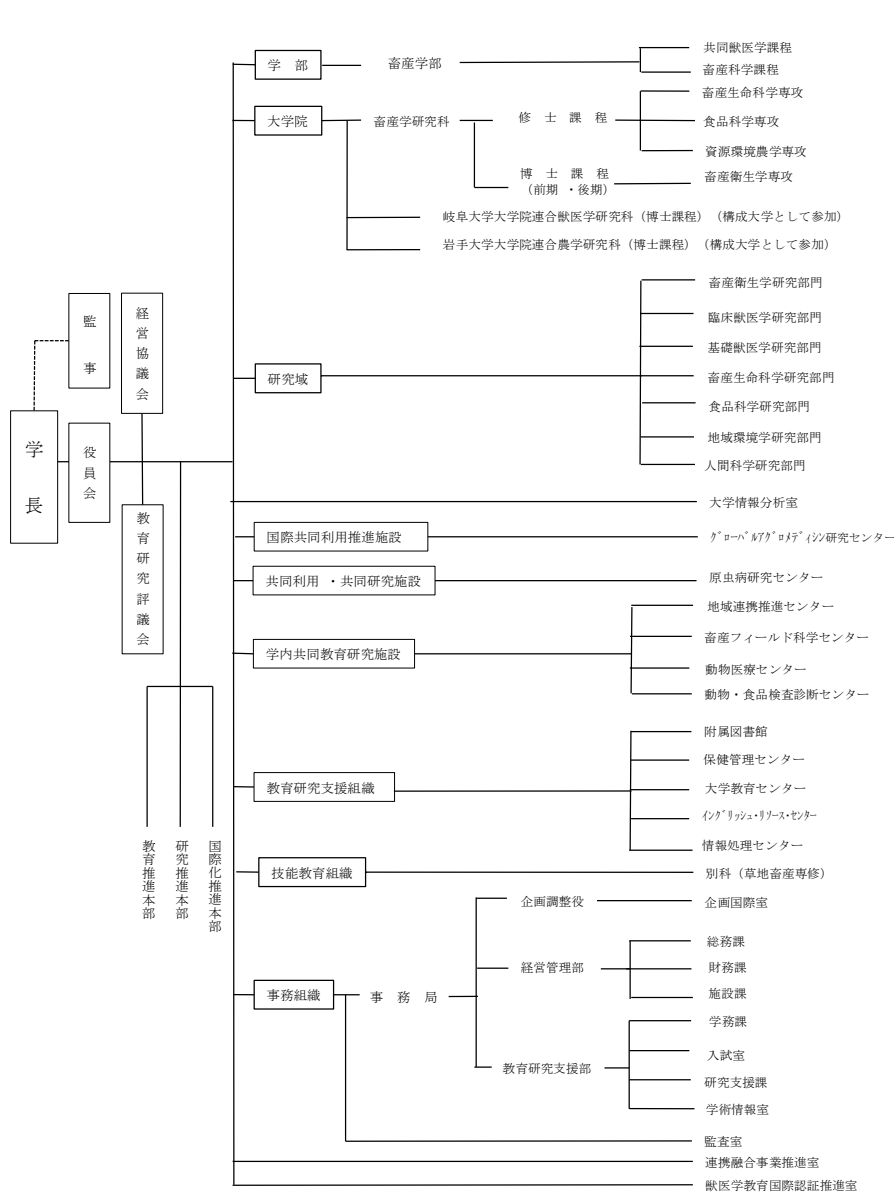 学 部
畜産学部
共同獣医学課程
畜産科学課程
大学院
畜産学研究科
修 士 課 程
畜産生命科学専攻
食品科学専攻
資源環境農学専攻
博 士 課 程
(前期 ・後期)
畜産衛生学専攻
岐阜大学大学院連合獣医学研究科(博士課程)(構成大学として参加)
岩手大学大学院連合農学研究科(博士課程)(構成大学として参加)
学長
監事
役員会
経営協議会
教育研究評議会
教育推進本部
研究推進本部
国際化推進本部
研究域
畜産衛生学研究部門
臨床獣医学研究部門
基礎獣医学研究部門
畜産生命科学研究部門
食品科学研究部門
地域環境学研究部門
人間科学研究部門
大学情報分析室
国際共同利用推進施設
グローバルアグロメディシン研究センター
共同利用 ・共同研究施設
原虫病研究センター
学内共同教育研究施設
地域連携推進センター
畜産フィールド科学センター
動物医療センター
動物・食品検査診断センター
教育研究支援組織
附属図書館
保健管理センター
大学教育センター
イングリッシュ・リソース・センター
情報処理センター
技能教育組織
別科(草地畜産専修)
事務組織
事 務 局
企画調整役
企画国際室
経営管理部
総務課
財務課
施設課
教育研究支援部
学務課
入試室
研究支援課
学術情報室
監査室
連携融合事業推進室
獣医学教育国際認証推進室